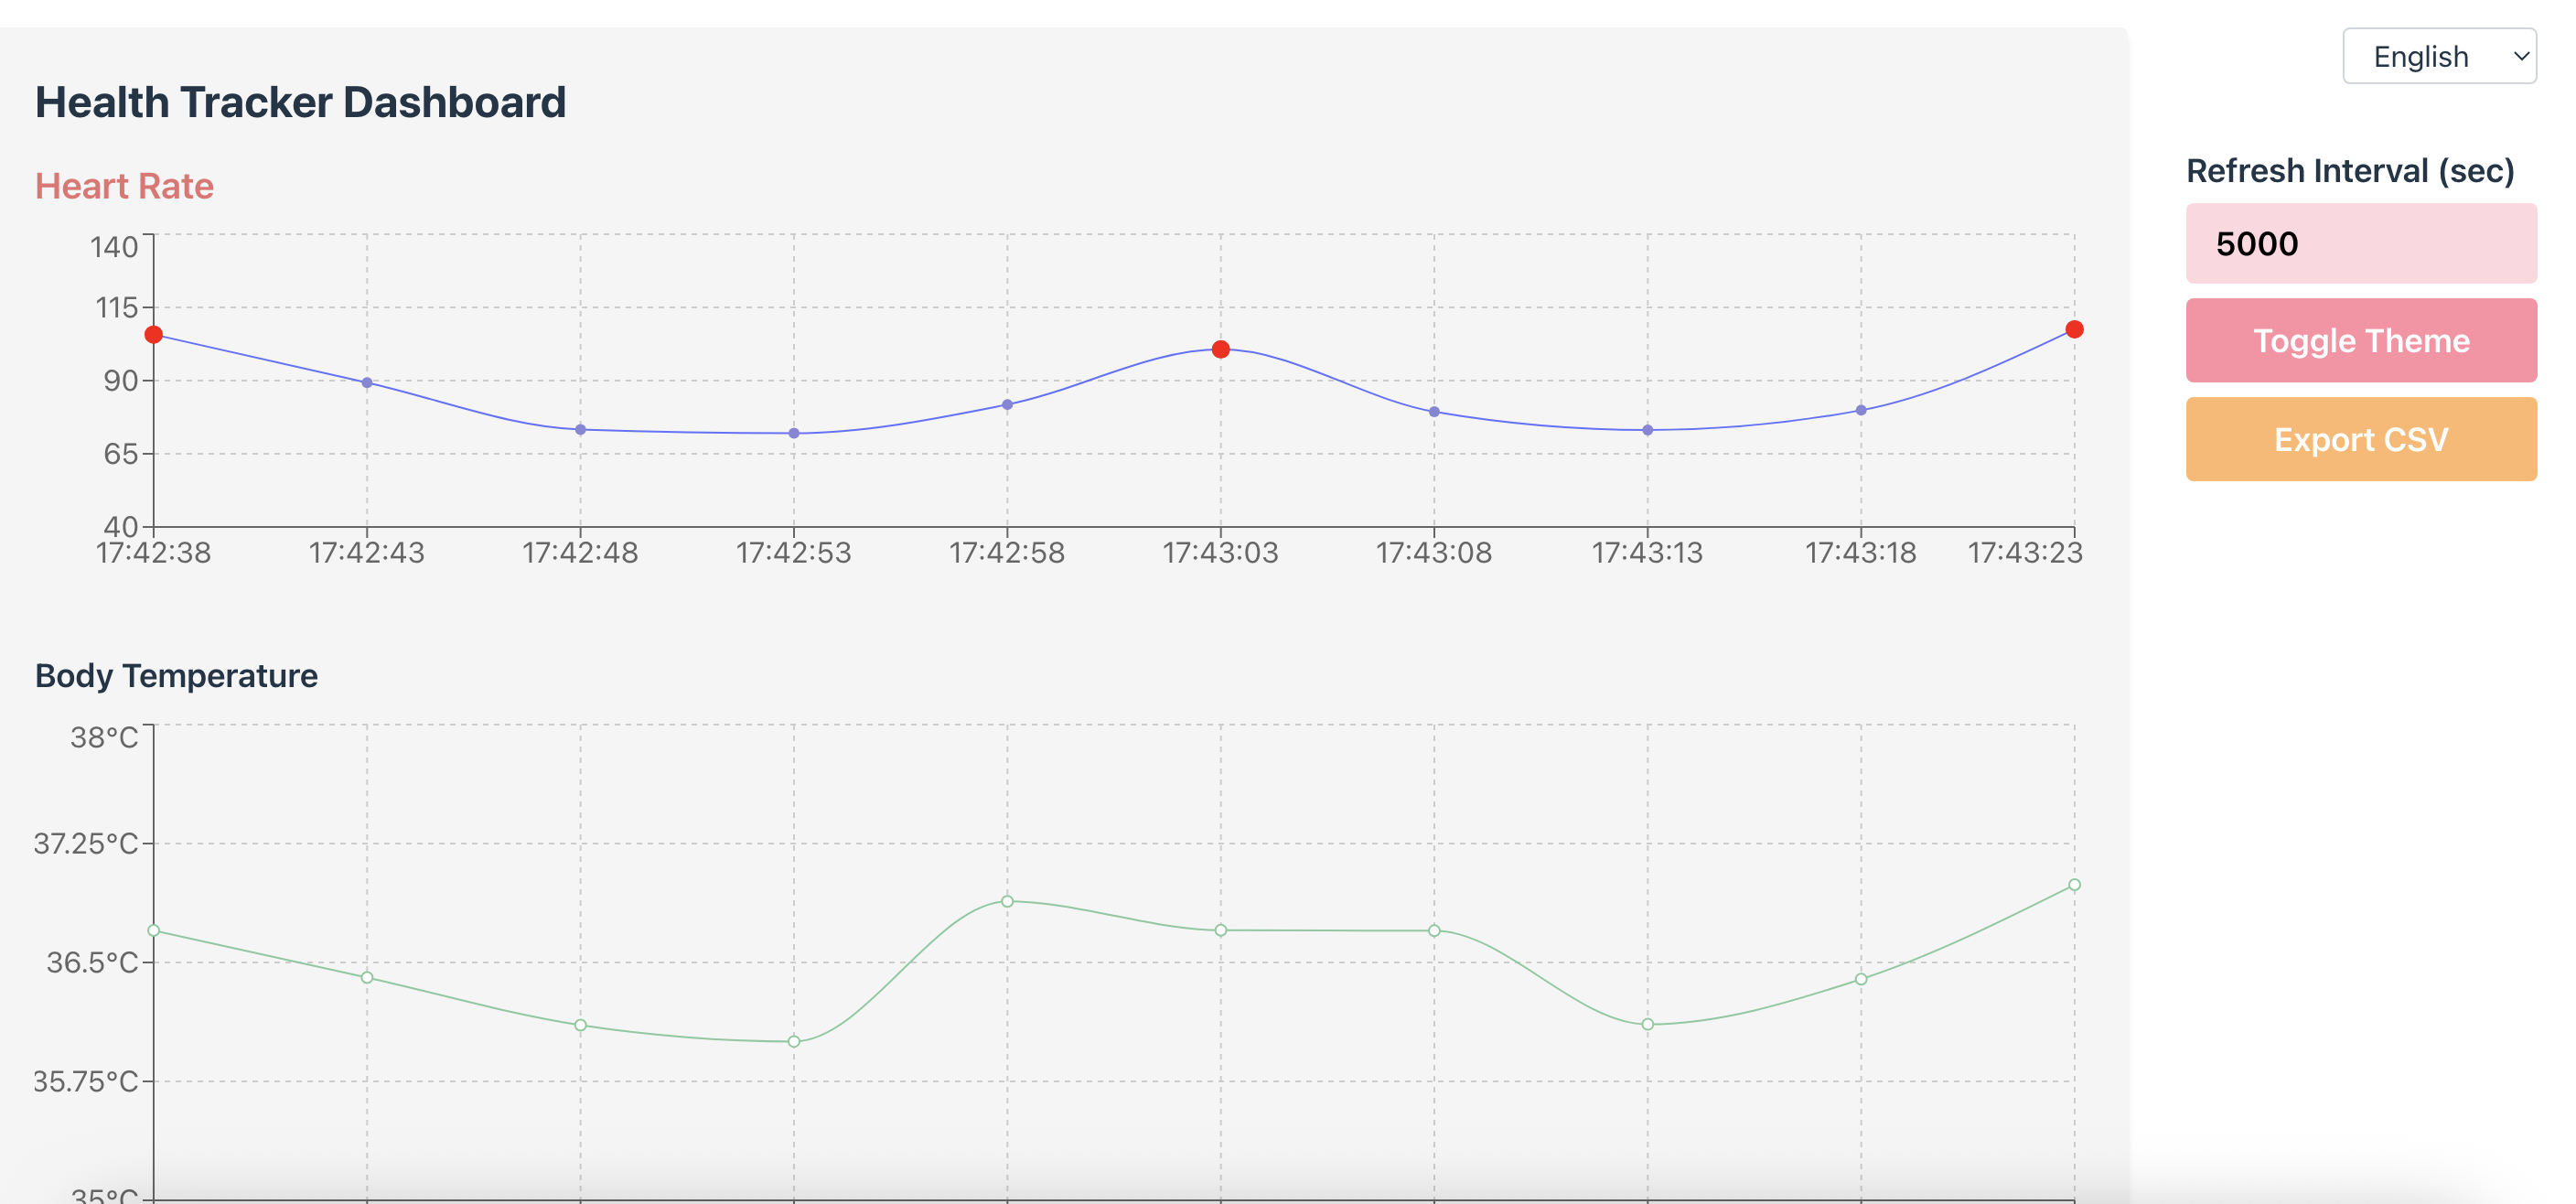 English
Health Tracker Dashboard
Refresh Interval (sec)
Heart Rate
5000
Toggle Theme
Export CSV
140
115
90
65
40
17:42:38 17:42:43 17:42:48 17:42:53 17:42:58 17:43:03 17:43:08 17:43:13 17:43:18 17:43:23
Body Temperature
38°C
37.25°C
36.5°C
35.75°C
35°C